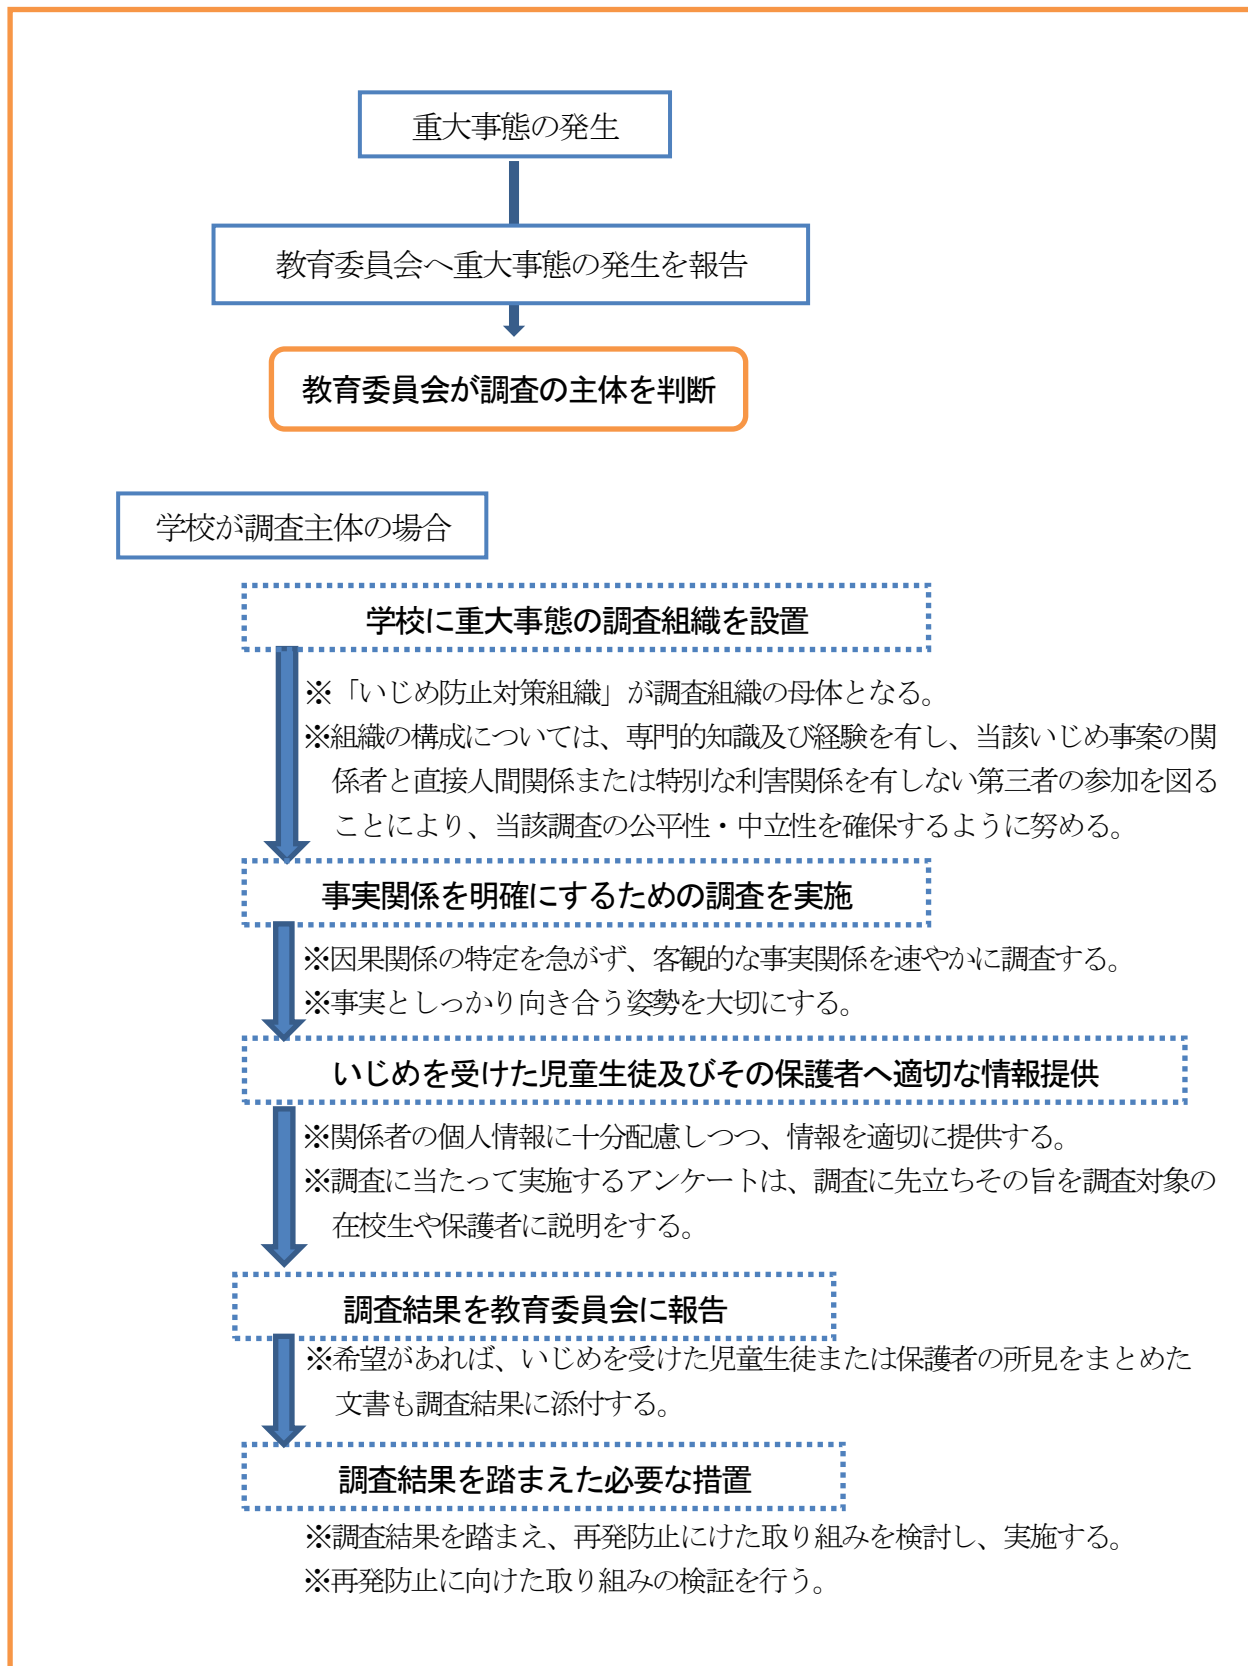 重大事態の発生
教育委員会へ重大事態の発生を報告
教育委員会が調査の主体を判断
学校が調査主体の場合
学校に重大事態の調査組織を設置
※「いじめ防止対策組織」が調査組織の母体となる。
※組織の構成については、専門的知識及び経験を有し、当該いじめ事案の関
係者と直接人間関係または特別な利害関係を有しない第三者の参加を図る
ことにより、当該調査の公平性・中立性を確保するように努める。
事実関係を明確にするための調査を実施
※因果関係の特定を急がず、客観的な事実関係を速やかに調査する。
※事実としっかり向き合う姿勢を大切にする。
いじめを受けた児童生徒及びその保護者へ適切な情報提供
※関係者の個人情報に十分配慮しつつ、情報を適切に提供する。
※調査に当たって実施するアンケートは、調査に先立ちその旨を調査対象の
在校生や保護者に説明をする。
調査結果を教育委員会に報告
※希望があれば、いじめを受けた児童生徒または保護者の所見をまとめた
文書も調査結果に添付する。
調査結果を踏まえた必要な措置
※調査結果を踏まえ、再発防止にけた取り組みを検討し、実施する。
※再発防止に向けた取り組みの検証を行う。